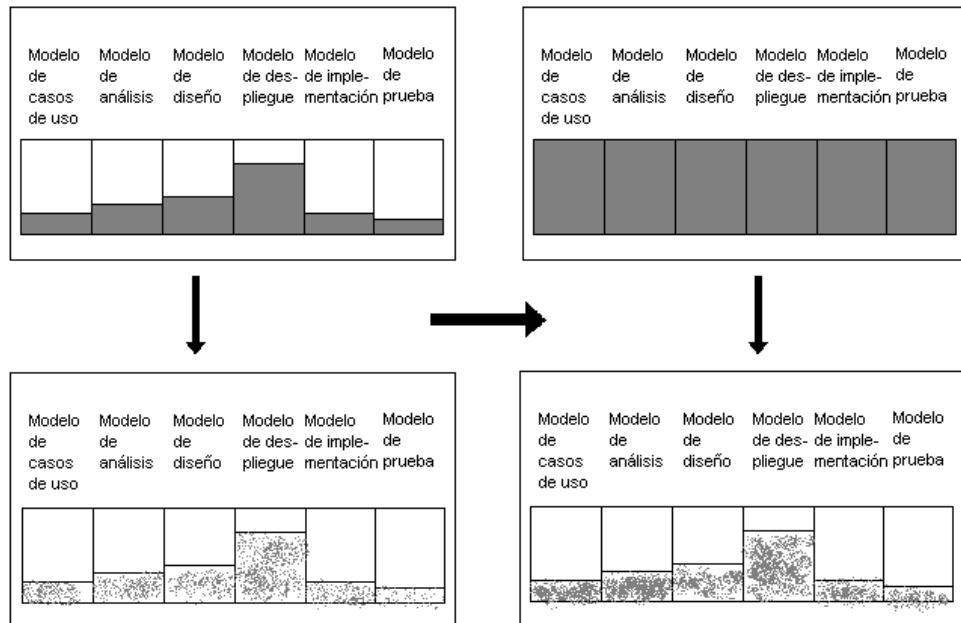 Modelo
de
casos
de uso
Modelo
de
análisis
Modelo
de
diseño
Modelo
de des-
pliegue
Modelo
de imple-
mentación
Modelo
de
prueba
Modelo
de
casos
de uso
Modelo
de
análisis
Modelo
de
diseño
Modelo
de des-
pliegue
Modelo
de imple-
mentación
Modelo
de
prueba
Modelo
de
casos
de uso
Modelo
de
análisis
Modelo
de
diseño
Modelo
de des-
pliegue
Modelo
de imple-
mentación
Modelo
de
prueba
Modelo
de
casos
de uso
Modelo
de
análisis
Modelo
de
diseño
Modelo
de des-
pliegue
Modelo
de imple-
mentación
Modelo
de
prueba